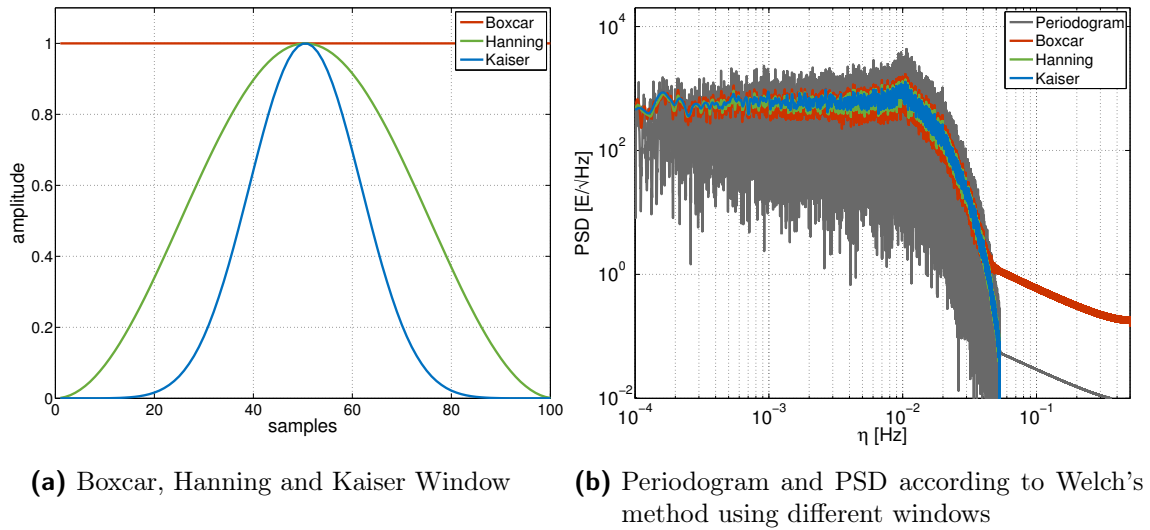 Boxcar
Hanning
Kaiser
1
0.8
0.6
0.4
0.2
0
amplitude
0 20 40 60 80 100
samples
Periodogram
Boxcar
Hanning
Kaiser
10^4
10^2
10^0
10^-2
PSD [E/√Hz]
10^-4 10^-3 10^-2 10^-1
η [Hz]
(a) Boxcar, Hanning and Kaiser Window
(b) Periodogram and PSD according to Welch's
method using different windows